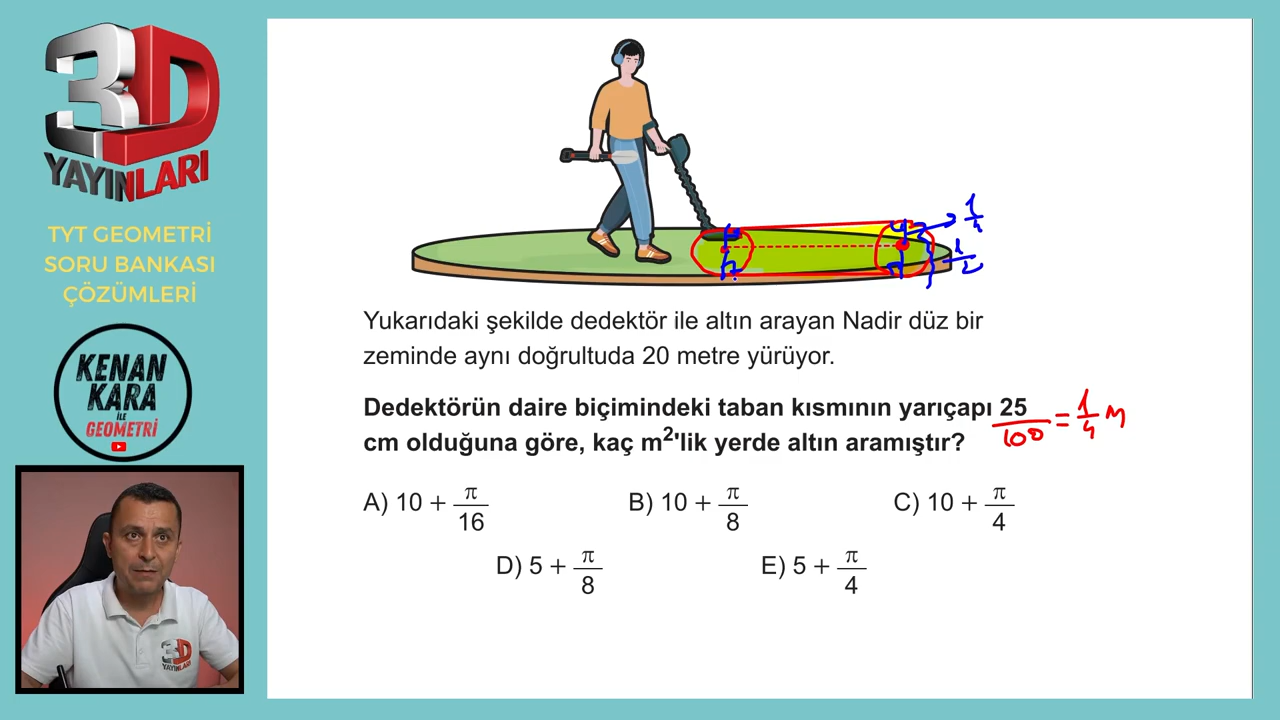 3D
YAYINLARI
TYT GEOMETRİ
SORU BANKASI
ÇÖZÜMLERİ
KENAN
KARA
İLE
GEOMETRİ
3D
YAYINLARI
1/4
1/2
Yukarıdaki şekilde dedektör ile altın arayan Nadir düz bir
zeminde aynı doğrultuda 20 metre yürüyor.
Dedektörün daire biçimindeki taban kısmının yarıçapı 25
cm olduğuna göre, kaç m²'lik yerde altın aramıştır?
100 = 1/4 M
A) 10 + π/16 B) 10 + π/8 C) 10 + π/4
D) 5 + π/8 E) 5 + π/4